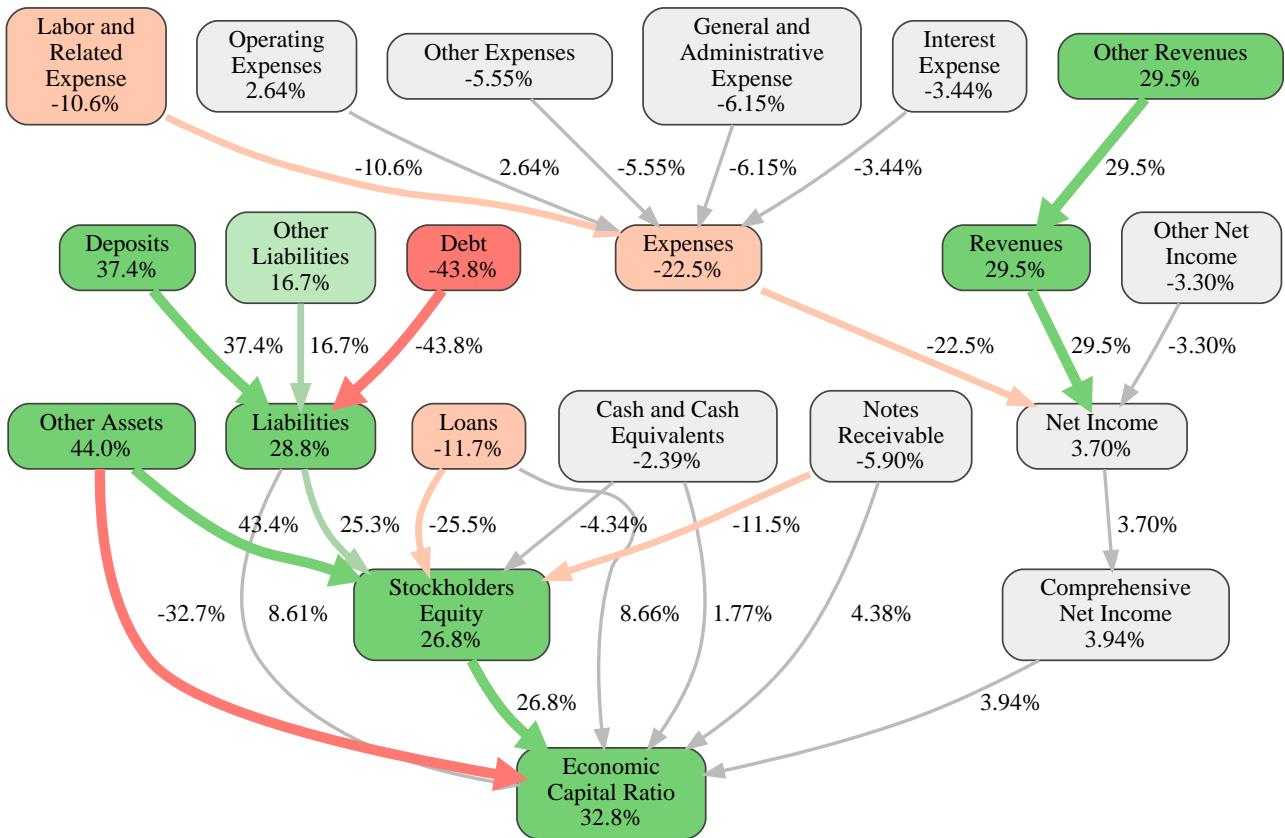 Labor and
Related
Expense
-10.6%
Operating
Expenses
2.64%
Other Expenses
-5.55%
General and
Administrative
Expense
-6.15%
Interest
Expense
-3.44%
Other Revenues
29.5%
-10.6%
2.64%
-5.55%
-6.15%
-3.44%
29.5%
Deposits
37.4%
Other
Liabilities
16.7%
Debt
-43.8%
Expenses
-22.5%
Revenues
29.5%
Other Net
Income
-3.30%
37.4%
16.7%
-43.8%
-22.5%
29.5%
-3.30%
Other Assets
44.0%
Liabilities
28.8%
Loans
-11.7%
Cash and Cash
Equivalents
-2.39%
Notes
Receivable
-5.90%
Net Income
3.70%
43.4%
25.3%
-25.5%
-4.34%
-11.5%
3.70%
Stockholders
Equity
26.8%
Comprehensive
Net Income
3.94%
-32.7%
8.61%
8.66%
1.77%
4.38%
26.8%
3.94%
Economic
Capital Ratio
32.8%